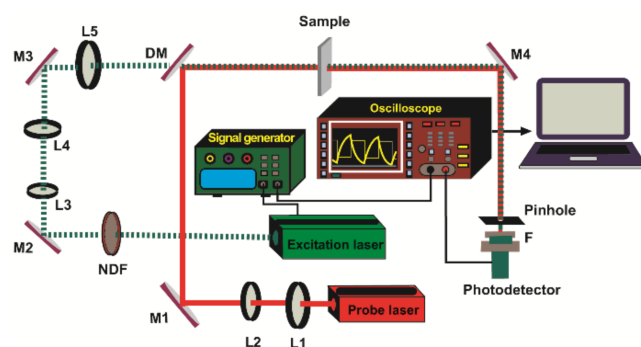 L5
Sample
M3
DM
M4
Oscilloscope
Signal generator
L4
L3
M2
NDF
Excitation laser
Pinhole
F
Photodetector
M1
L2
L1
Probe laser